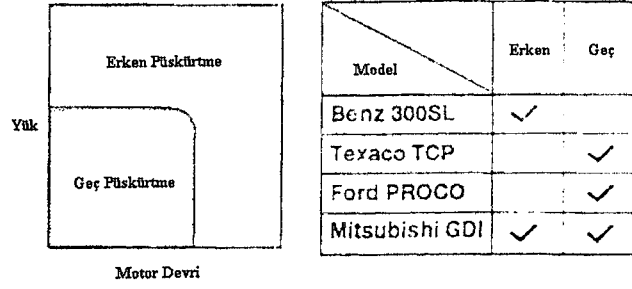 Erken Püskürtme
Yük
Geç Püskürtme
Motor Devri
Model Erken Geç
Benz 300SL ✓
Texaco TCP ✓
Ford PROCO ✓
Mitsubishi GDI ✓ ✓